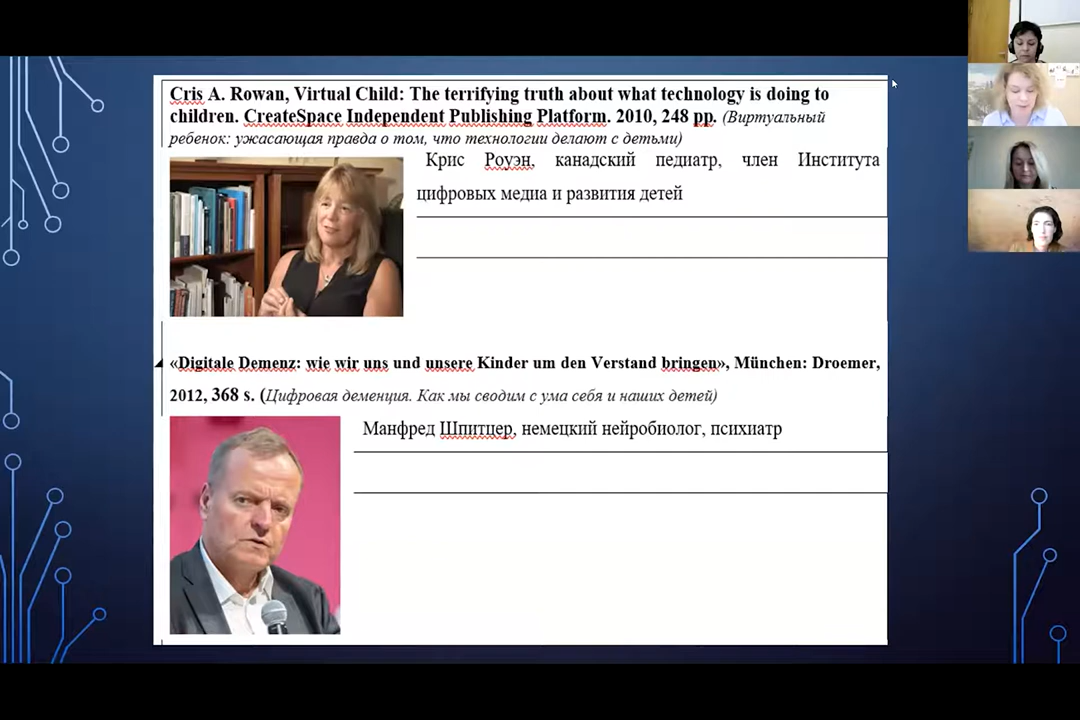 Cris A. Rowan, Virtual Child: The terrifying truth about what technology is doing to
children. CreateSpace Independent Publishing Platform. 2010, 248 pp. (Виртуальный
ребенок: ужасающая правда о том, что технологии делают с детьми)
Крис Роуэн, канадский педиатр, член Института
цифровых медиа и развития детей
«Digitale Demenz: wie wir uns und unsere Kinder um den Verstand bringen», München: Droemer,
2012, 368 s. (Цифровая деменция. Как мы сводим с ума себя и наших детей)
Манфред Шпитцер, немецкий нейробиолог, психиатр